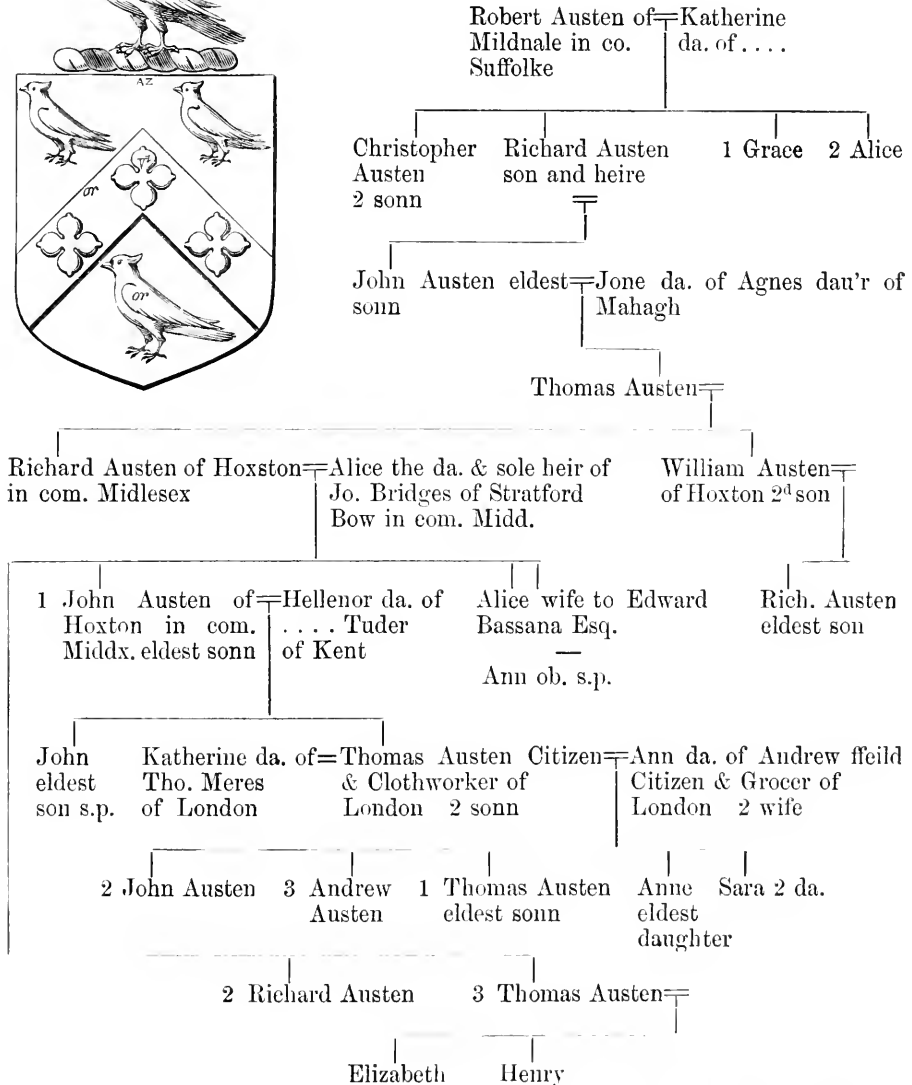 Robert Austen of Katherine
Mildnale in co. da. of . . . .
Suffolke
AZ
or
or
Christopher Richard Austen 1 Grace 2 Alice
Austen son and heire
2 sonn
John Austen eldest Jone da. of Agnes dau'r of
sonn Mahagh
Thomas Austen
Richard Austen of Hoxston Alice the da. & sole heir of William Austen
in com. Midlesex Jo. Bridges of Stratford of Hoxton 2d son
Bow in com. Midd.
1 John Austen of Hellenor da. of Alice wife to Edward Rich. Austen
Hoxton in com. . . . . Tuder Bassana Esq. eldest son
Middx. eldest sonn of Kent
Ann ob. s.p.
John Katherine da. of = Thomas Austen Citizen Ann da. of Andrew ffeild
eldest Tho. Meres & Clothworker of Citizen & Grocer of
son s.p. of London London 2 sonn London 2 wife
2 John Austen 3 Andrew 1 Thomas Austen Anne Sara 2 da.
Austen eldest sonn eldest
daughter
2 Richard Austen 3 Thomas Austen
Elizabeth Henry